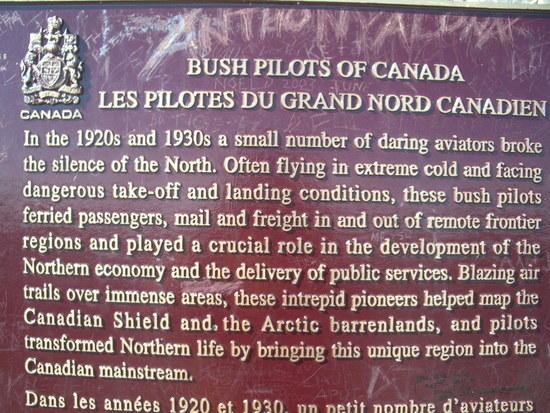 ANTHONY
CANADA
BUSH PILOTS OF CANADA
LES PILOTES DU GRAND NORD CANADIEN
In the 1920s and 1930s a small number of daring aviators broke
the silence of the North. Often flying in extreme cold and facing
dangerous take-off and landing conditions, these bush pilots
ferried passengers, mail and freight in and out of remote frontier
regions and played a crucial role in the development of the
Northern economy and the delivery of public services. Blazing air
trails over immense areas, these intrepid pioneers helped map the
Canadian Shield and the Arctic barrenlands, and pilots
transformed Northern life by bringing this unique region into the
Canadian mainstream.
Dans les années 1920 et 1930, un petit nombre d'aviateurs